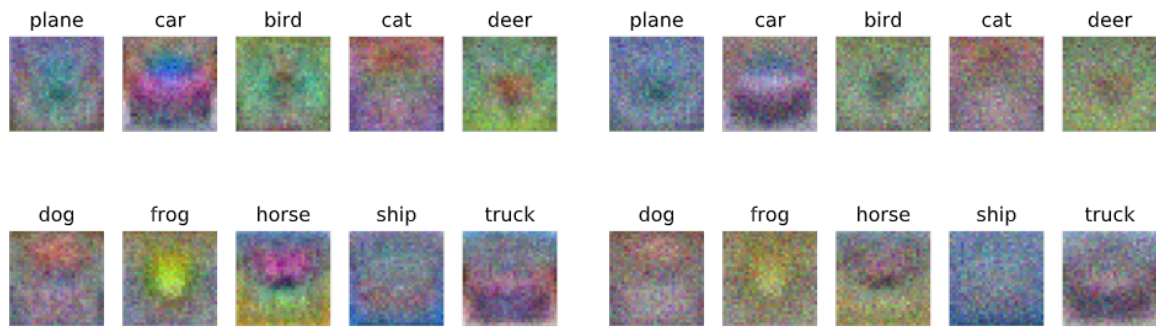 plane car bird cat deer plane car bird cat deer
dog frog horse ship truck dog frog horse ship truck